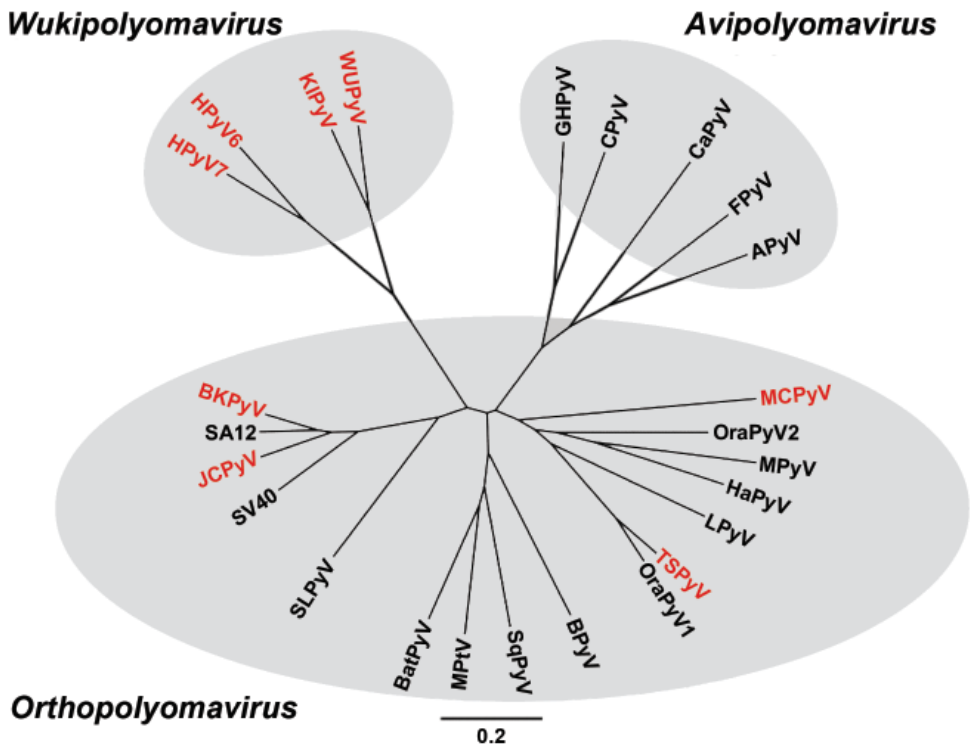 Wukipolyomavirus
Avipolyomavirus
HPyV7
HPyV6
KIPyV
WUPyV
GHPyV
CPyV
CaPyV
FPyV
APyV
BKPyV
SA12
JCPyV
SV40
SLPyV
BatPyV
MPtV
SqPyV
BPyV
MCPyV
OraPyV2
MPyV
HaPyV
LPyV
TSPyV
OraPyV1
Orthopolyomavirus
0.2